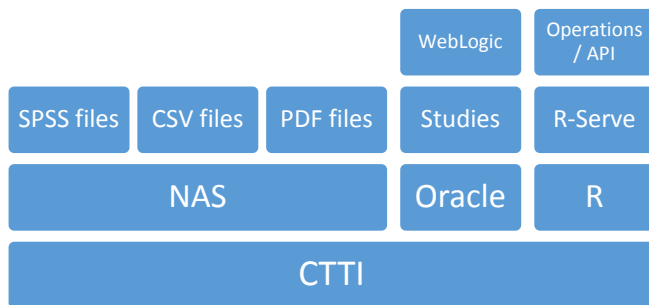 WebLogic
Operations
/ API
SPSS files
CSV files
PDF files
Studies
R-Serve
NAS
Oracle
R
CTTI